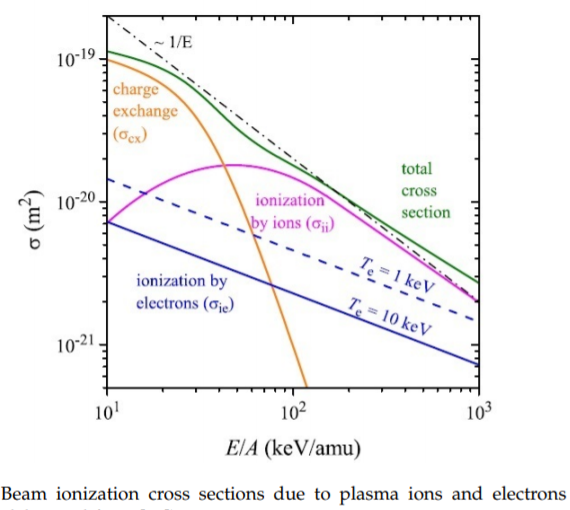 ~ 1/E
10⁻¹⁹
charge
exchange
(σcx)
total
cross
section
10⁻²⁰
ionization
by ions (σii)
σ (m²)
Te = 1 keV
ionization by
electrons (σie)
Te = 10 keV
10⁻²¹
10¹
10²
10³
E/A (keV/amu)
Beam ionization cross sections due to plasma ions and electrons